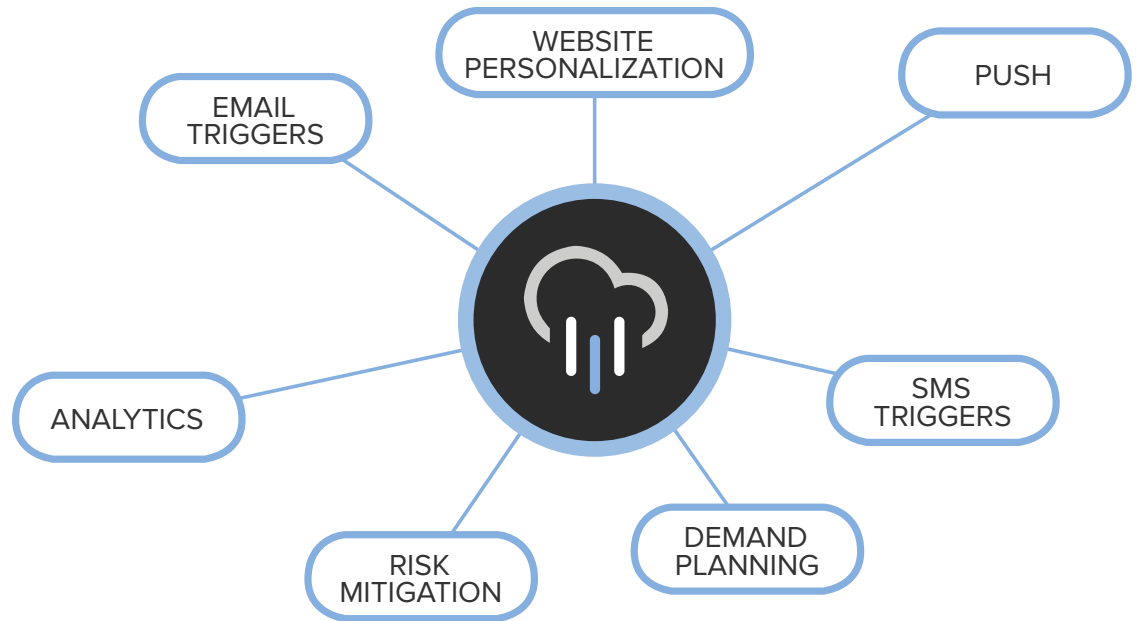 WEBSITE
PERSONALIZATION
PUSH
EMAIL
TRIGGERS
SMS
TRIGGERS
ANALYTICS
DEMAND
PLANNING
RISK
MITIGATION